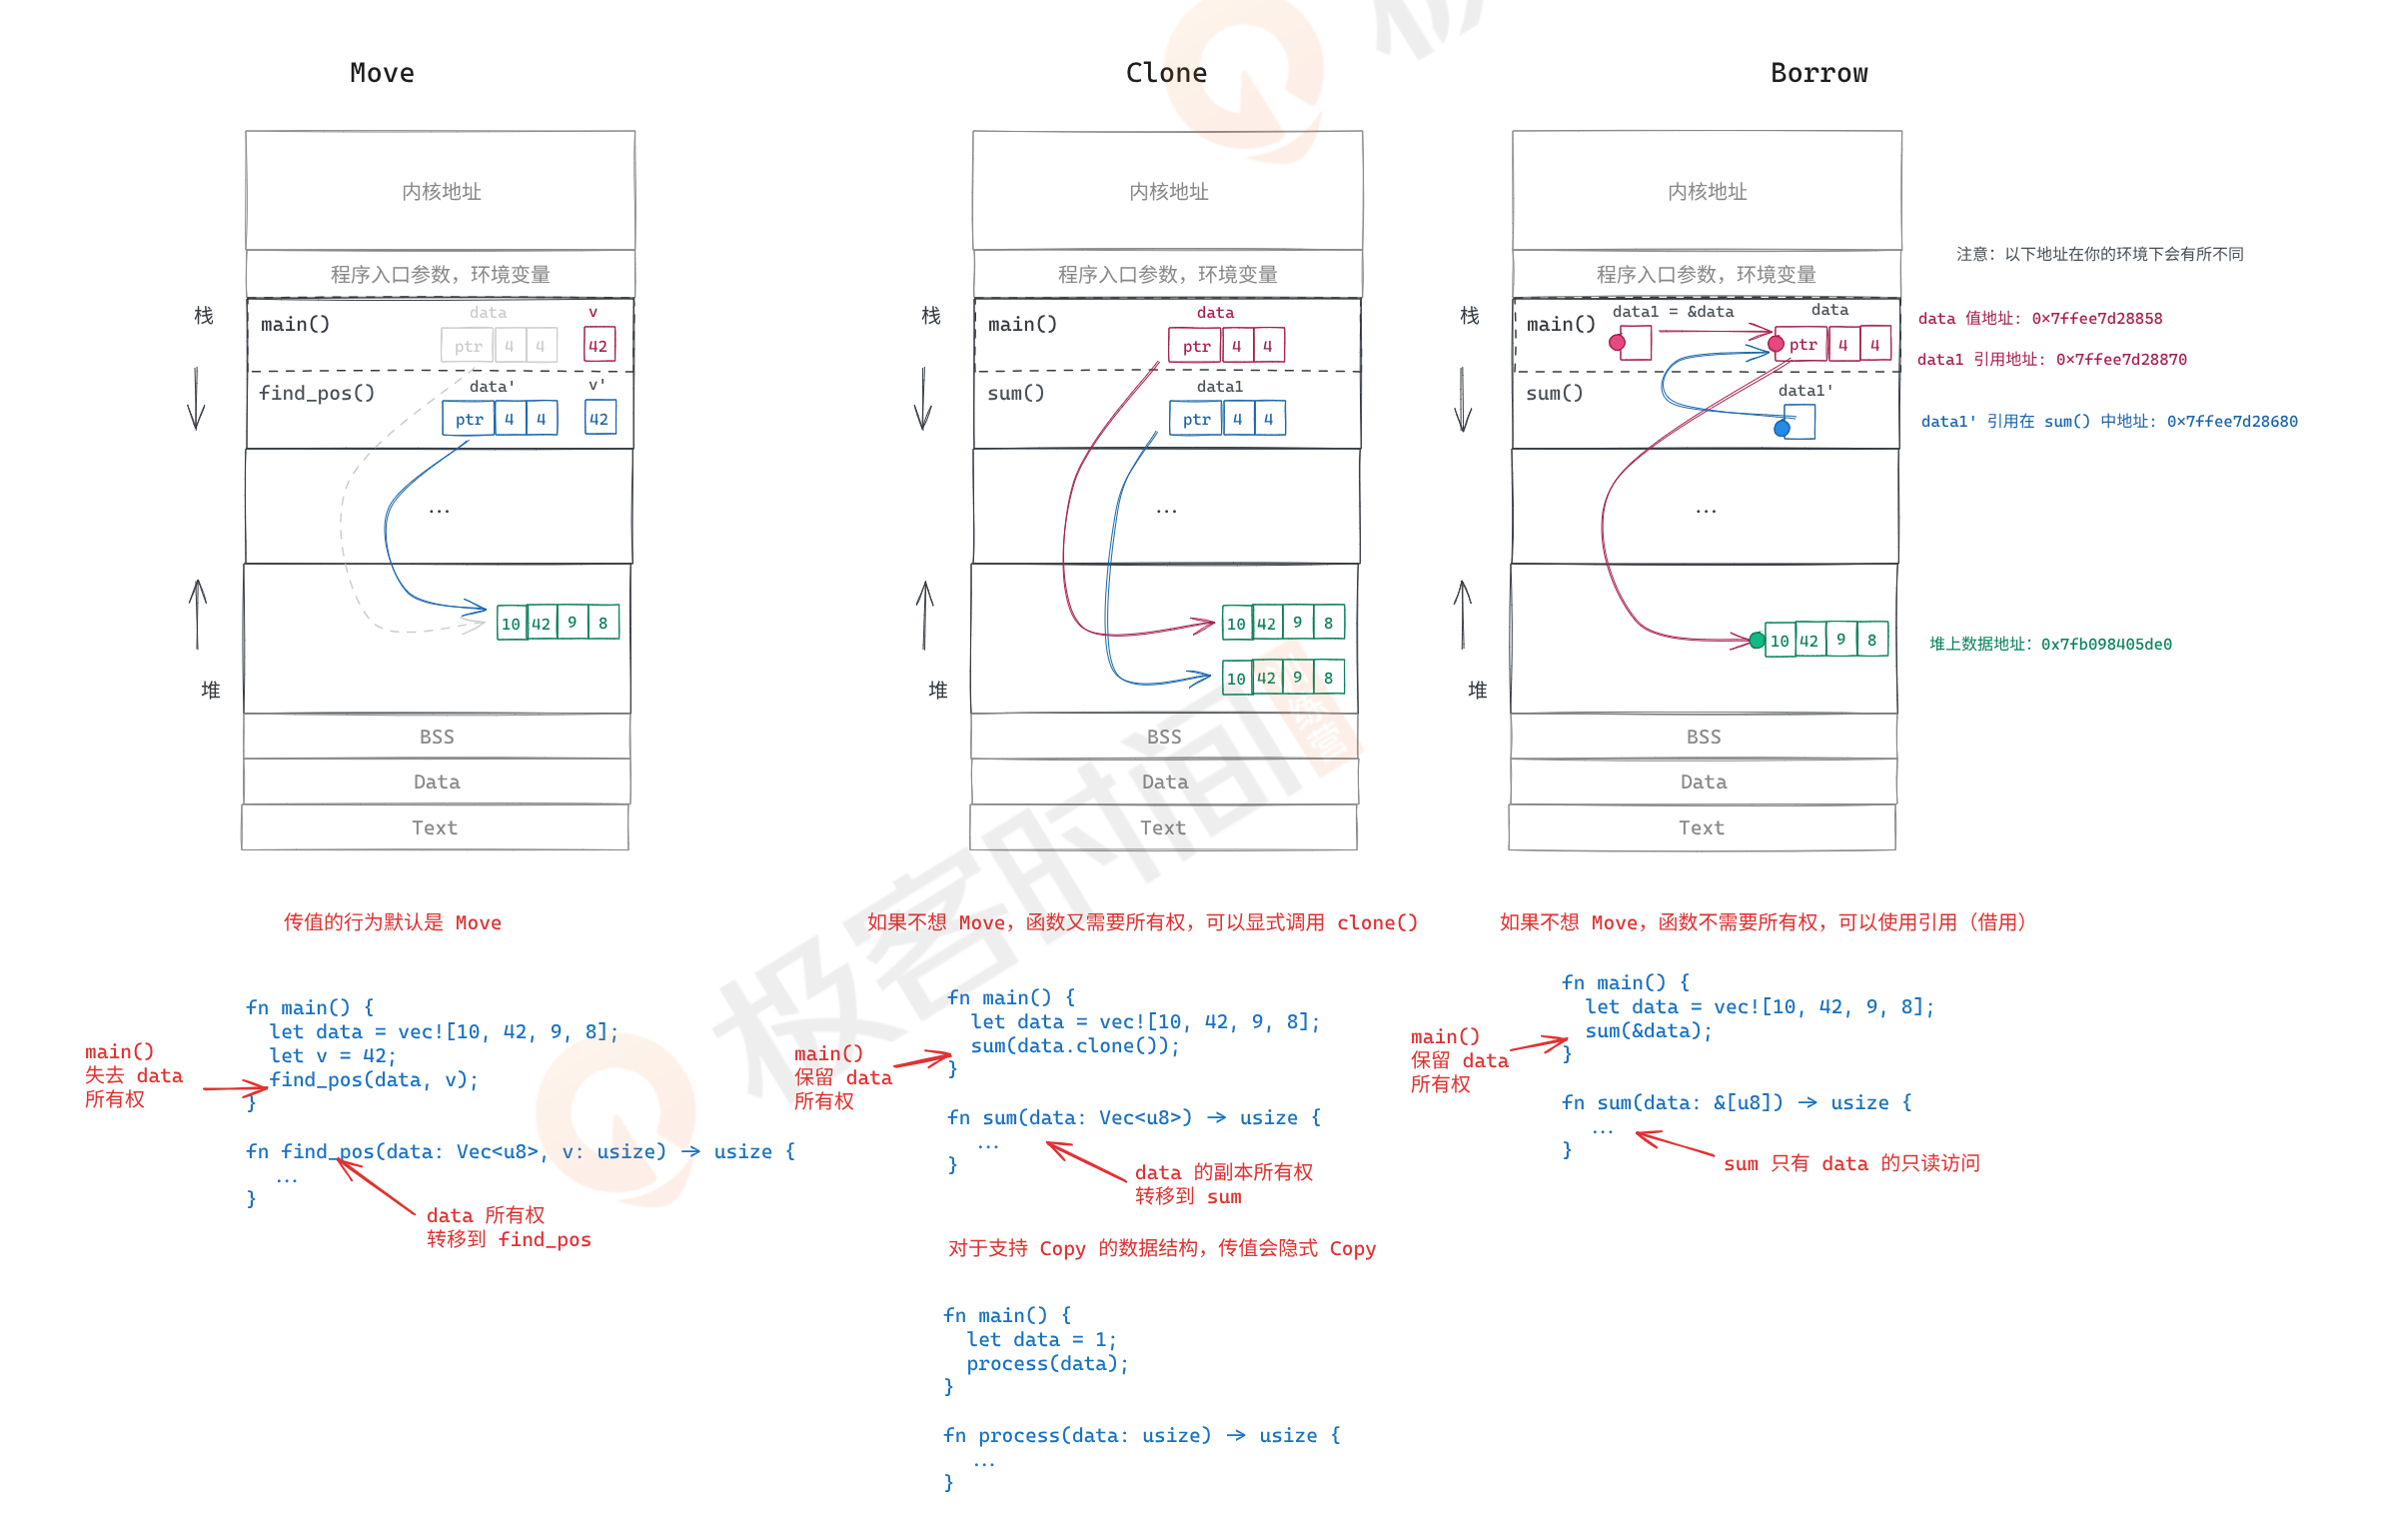 Move
内核地址
程序入口参数，环境变量
栈
main()
data
v
ptr 4 4
42
find_pos()
data'
v'
ptr 4 4
42
...
10 42 9 8
堆
BSS
Data
Text
传值的行为默认是 Move
fn main() {
let data = vec![10, 42, 9, 8];
let v = 42;
find_pos(data, v);
}
main()
失去 data
所有权
fn find_pos(data: Vec<u8>, v: usize) → usize {
...
}
data 所有权
转移到 find_pos
Clone
内核地址
程序入口参数，环境变量
栈
main()
data
ptr 4 4
sum()
data1
ptr 4 4
...
10 42 9 8
10 42 9 8
堆
BSS
Data
Text
如果不想 Move，函数又需要所有权，可以显式调用 clone()
fn main() {
let data = vec![10, 42, 9, 8];
sum(data.clone());
}
main()
保留 data
所有权
fn sum(data: Vec<u8>) → usize {
...
}
data 的副本所有权
转移到 sum
对于支持 Copy 的数据结构，传值会隐式 Copy
fn main() {
let data = 1;
process(data);
}
fn process(data: usize) → usize {
...
}
Borrow
内核地址
程序入口参数，环境变量
栈
main()
data1 = &data
data
ptr 4 4
sum()
data1'
...
10 42 9 8
堆
BSS
Data
Text
注意：以下地址在你的环境下会有所不同
data 值地址: 0×7ffee7d28858
data1 引用地址: 0×7ffee7d28870
data1' 引用在 sum() 中地址: 0×7ffee7d28680
堆上数据地址：0x7fb098405de0
如果不想 Move，函数不需要所有权，可以使用引用（借用）
fn main() {
let data = vec![10, 42, 9, 8];
sum(&data);
}
main()
保留 data
所有权
fn sum(data: &[u8]) → usize {
...
}
sum 只有 data 的只读访问
极客时间